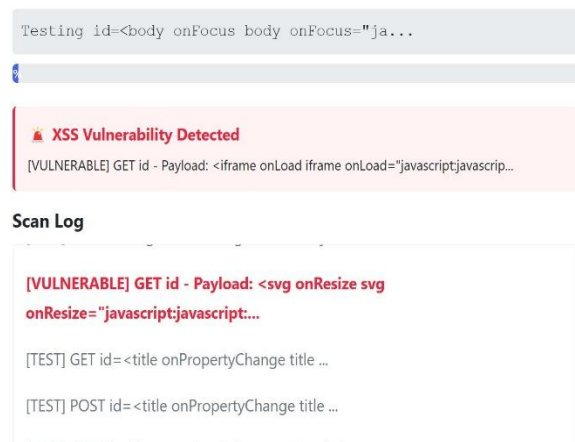 Testing id=<body onFocus body onFocus="ja...
%
XSS Vulnerability Detected
[VULNERABLE] GET id - Payload: <iframe onLoad iframe onLoad="javascript:javascrip...
Scan Log
[VULNERABLE] GET id - Payload: <svg onResize svg
onResize="javascript:javascript:...
[TEST] GET id=<title onPropertyChange title ...
[TEST] POST id=<title onPropertyChange title ...